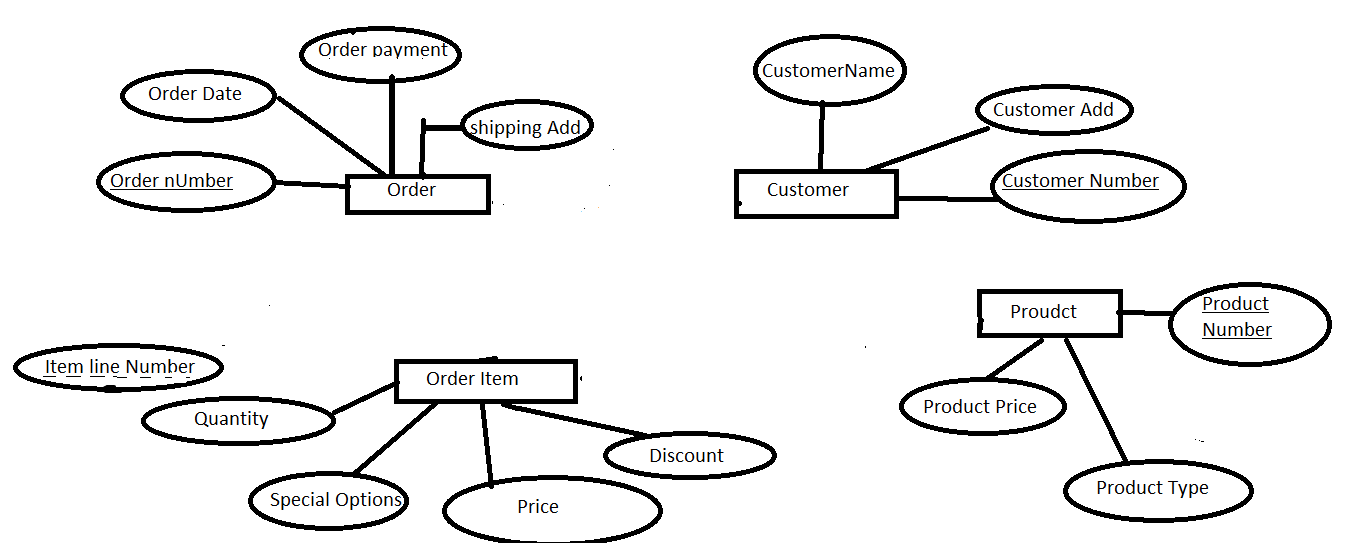 Order payment
Order Date
shipping Add
Order nUmber
Order
CustomerName
Customer Add
Customer Number
Customer
Proudct
Product
Number
Product Price
Product Type
Item line Number
Order Item
Quantity
Discount
Special Options
Price